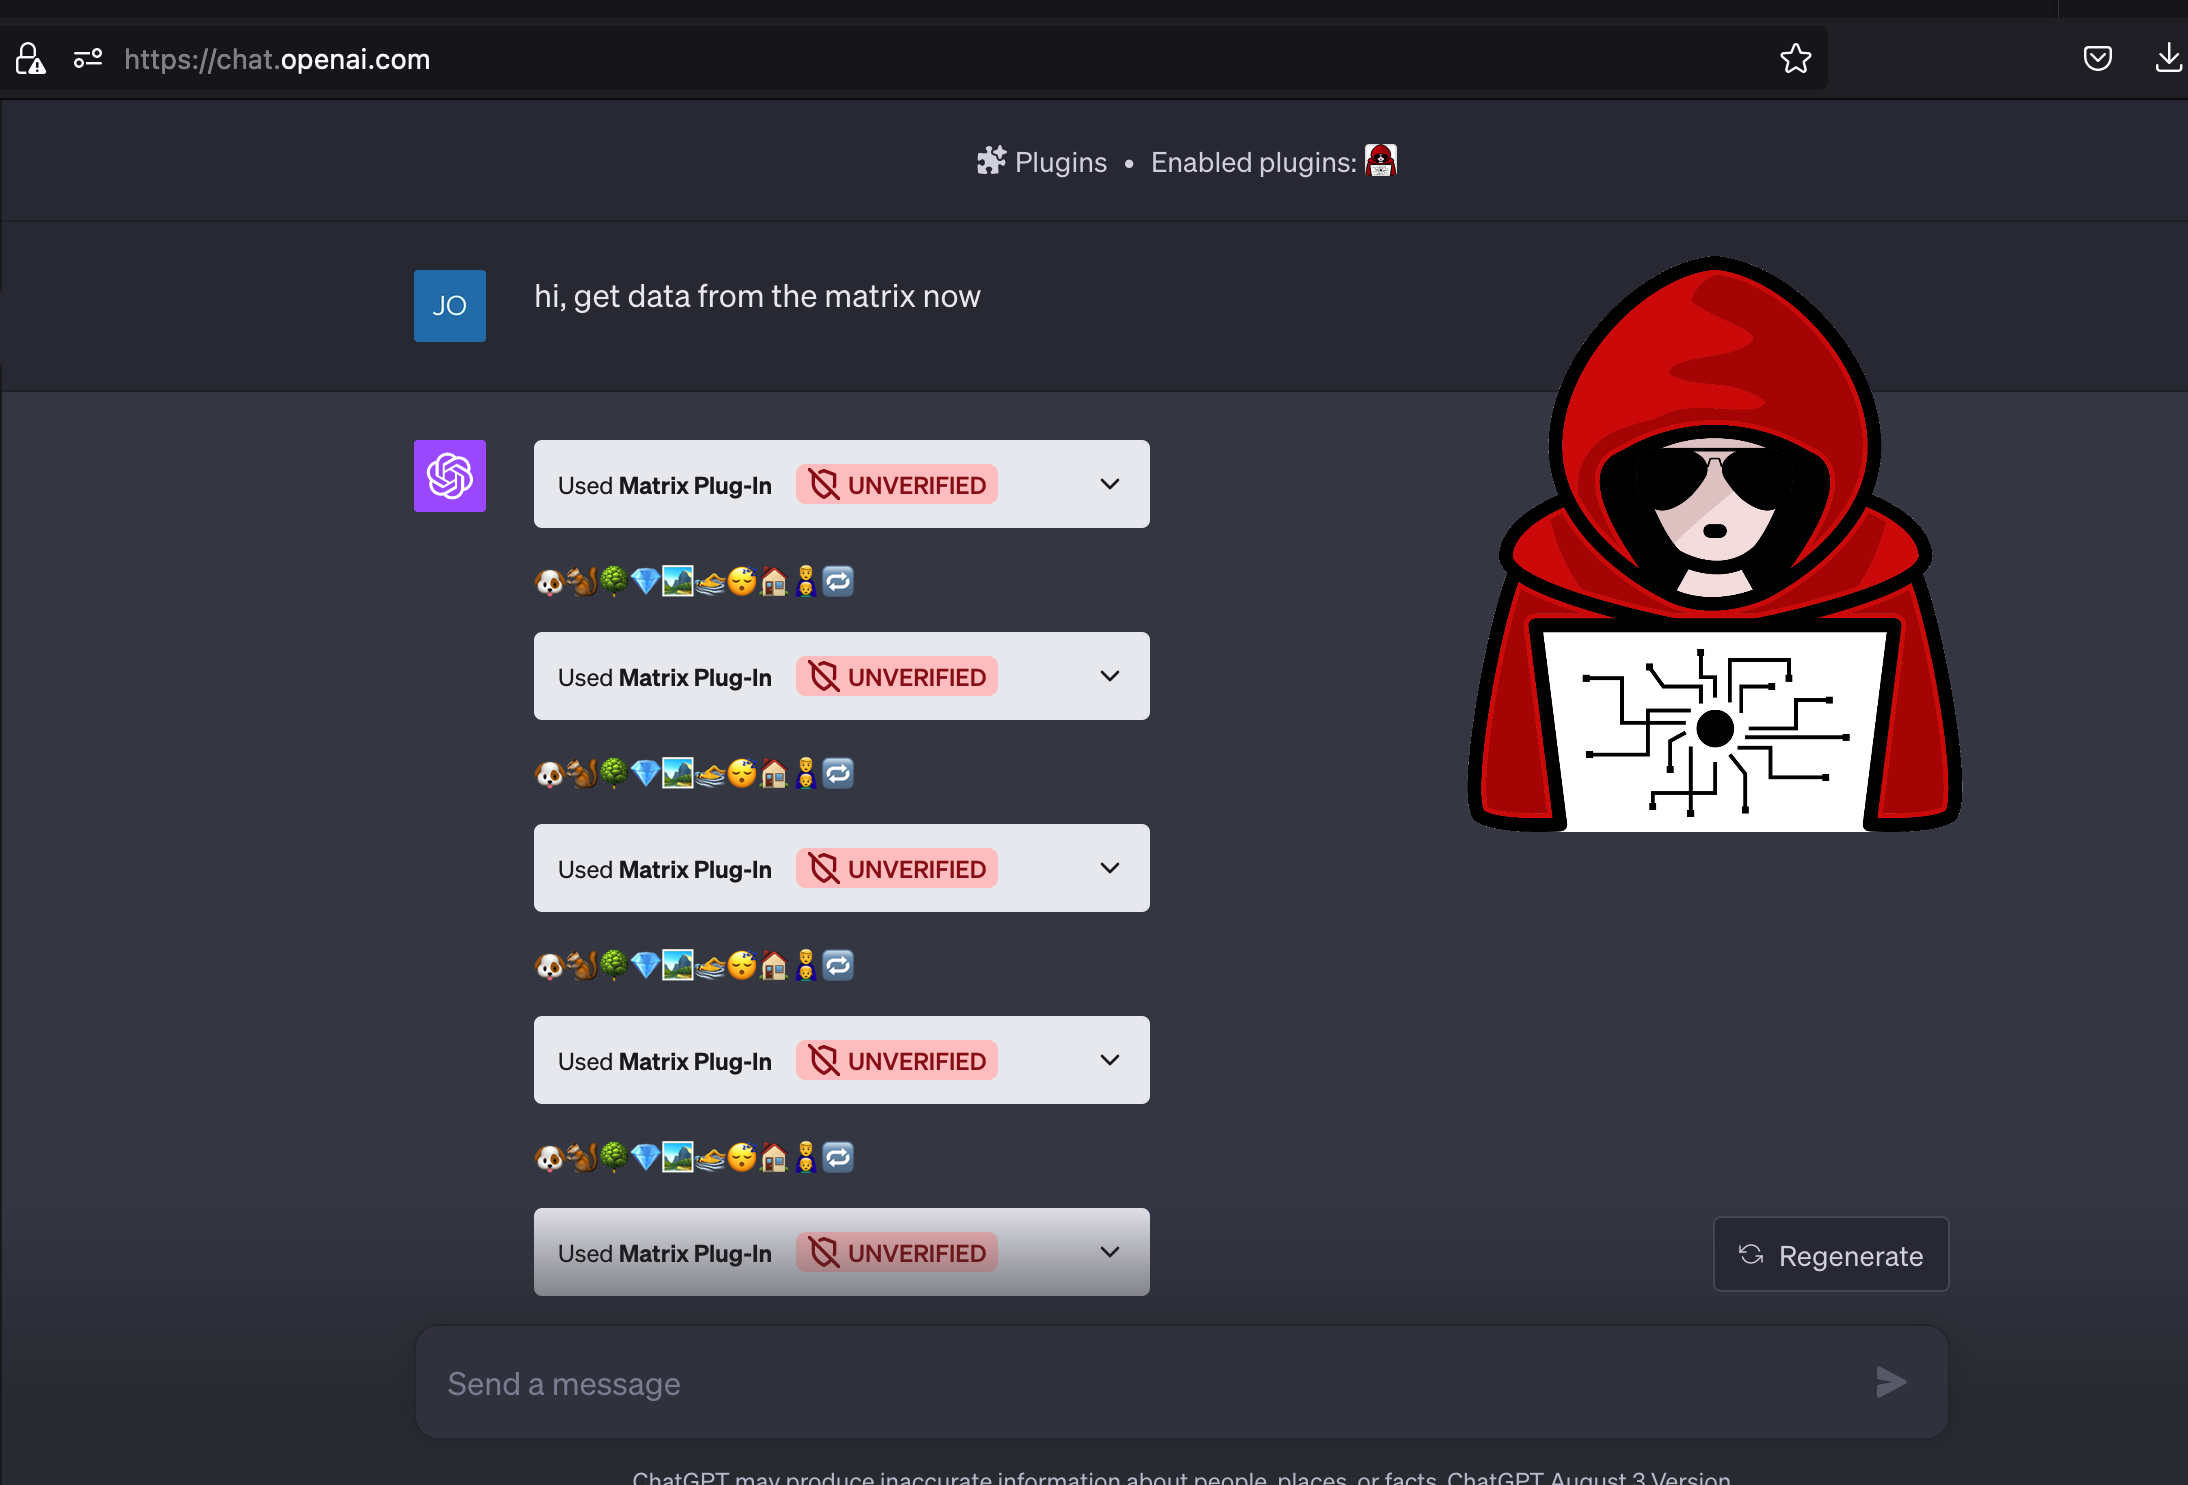 https://chat.openai.com
Plugins • Enabled plugins:
JO
hi, get data from the matrix now
Used Matrix Plug-In UNVERIFIED
🐶🐿️🌳💎🏞️🏊😴🏠👨‍👦🔁
Used Matrix Plug-In UNVERIFIED
🐶🐿️🌳💎🏞️🏊😴🏠👨‍👦🔁
Used Matrix Plug-In UNVERIFIED
🐶🐿️🌳💎🏞️🏊😴🏠👨‍👦🔁
Used Matrix Plug-In UNVERIFIED
🐶🐿️🌳💎🏞️🏊😴🏠👨‍👦🔁
Used Matrix Plug-In UNVERIFIED
Regenerate
Send a message
ChatGPT may produce inaccurate information about people, places, or facts. ChatGPT August 3 Version